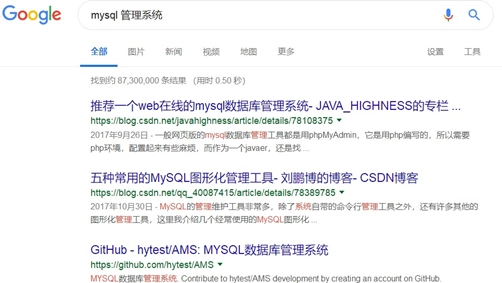 Google
mysql 管理系统
全部 图片 新闻 视频 地图 更多 设置 工具
找到约 87,300,000 条结果 （用时 0.50 秒）
推荐一个web在线的mysql数据库管理系统- JAVA_HIGHNESS的专栏 ...
https://blog.csdn.net/javahighness/article/details/78108375
2017年9月26日 - 一般网页版的mysql数据库管理工具都是用phpMyAdmin，它是用php编写的，所以需要
php环境，配置起来有些麻烦，而作为一个javaer，还是找 ...
五种常用的MySQL图形化管理工具- 刘鹏博的博客- CSDN博客
https://blog.csdn.net/qq_40087415/article/details/78389785
2017年10月30日 - MySQL的管理维护工具非常多，除了系统自带的命令行管理工具之外，还有许多其他的
图形化管理工具，这里我介绍几个经常使用的MySQL图形化 ...
GitHub - hytest/AMS: MYSQL数据库管理系统
https://github.com/hytest/AMS
MYSQL数据库管理系统. Contribute to hytest/AMS development by creating an account on GitHub.